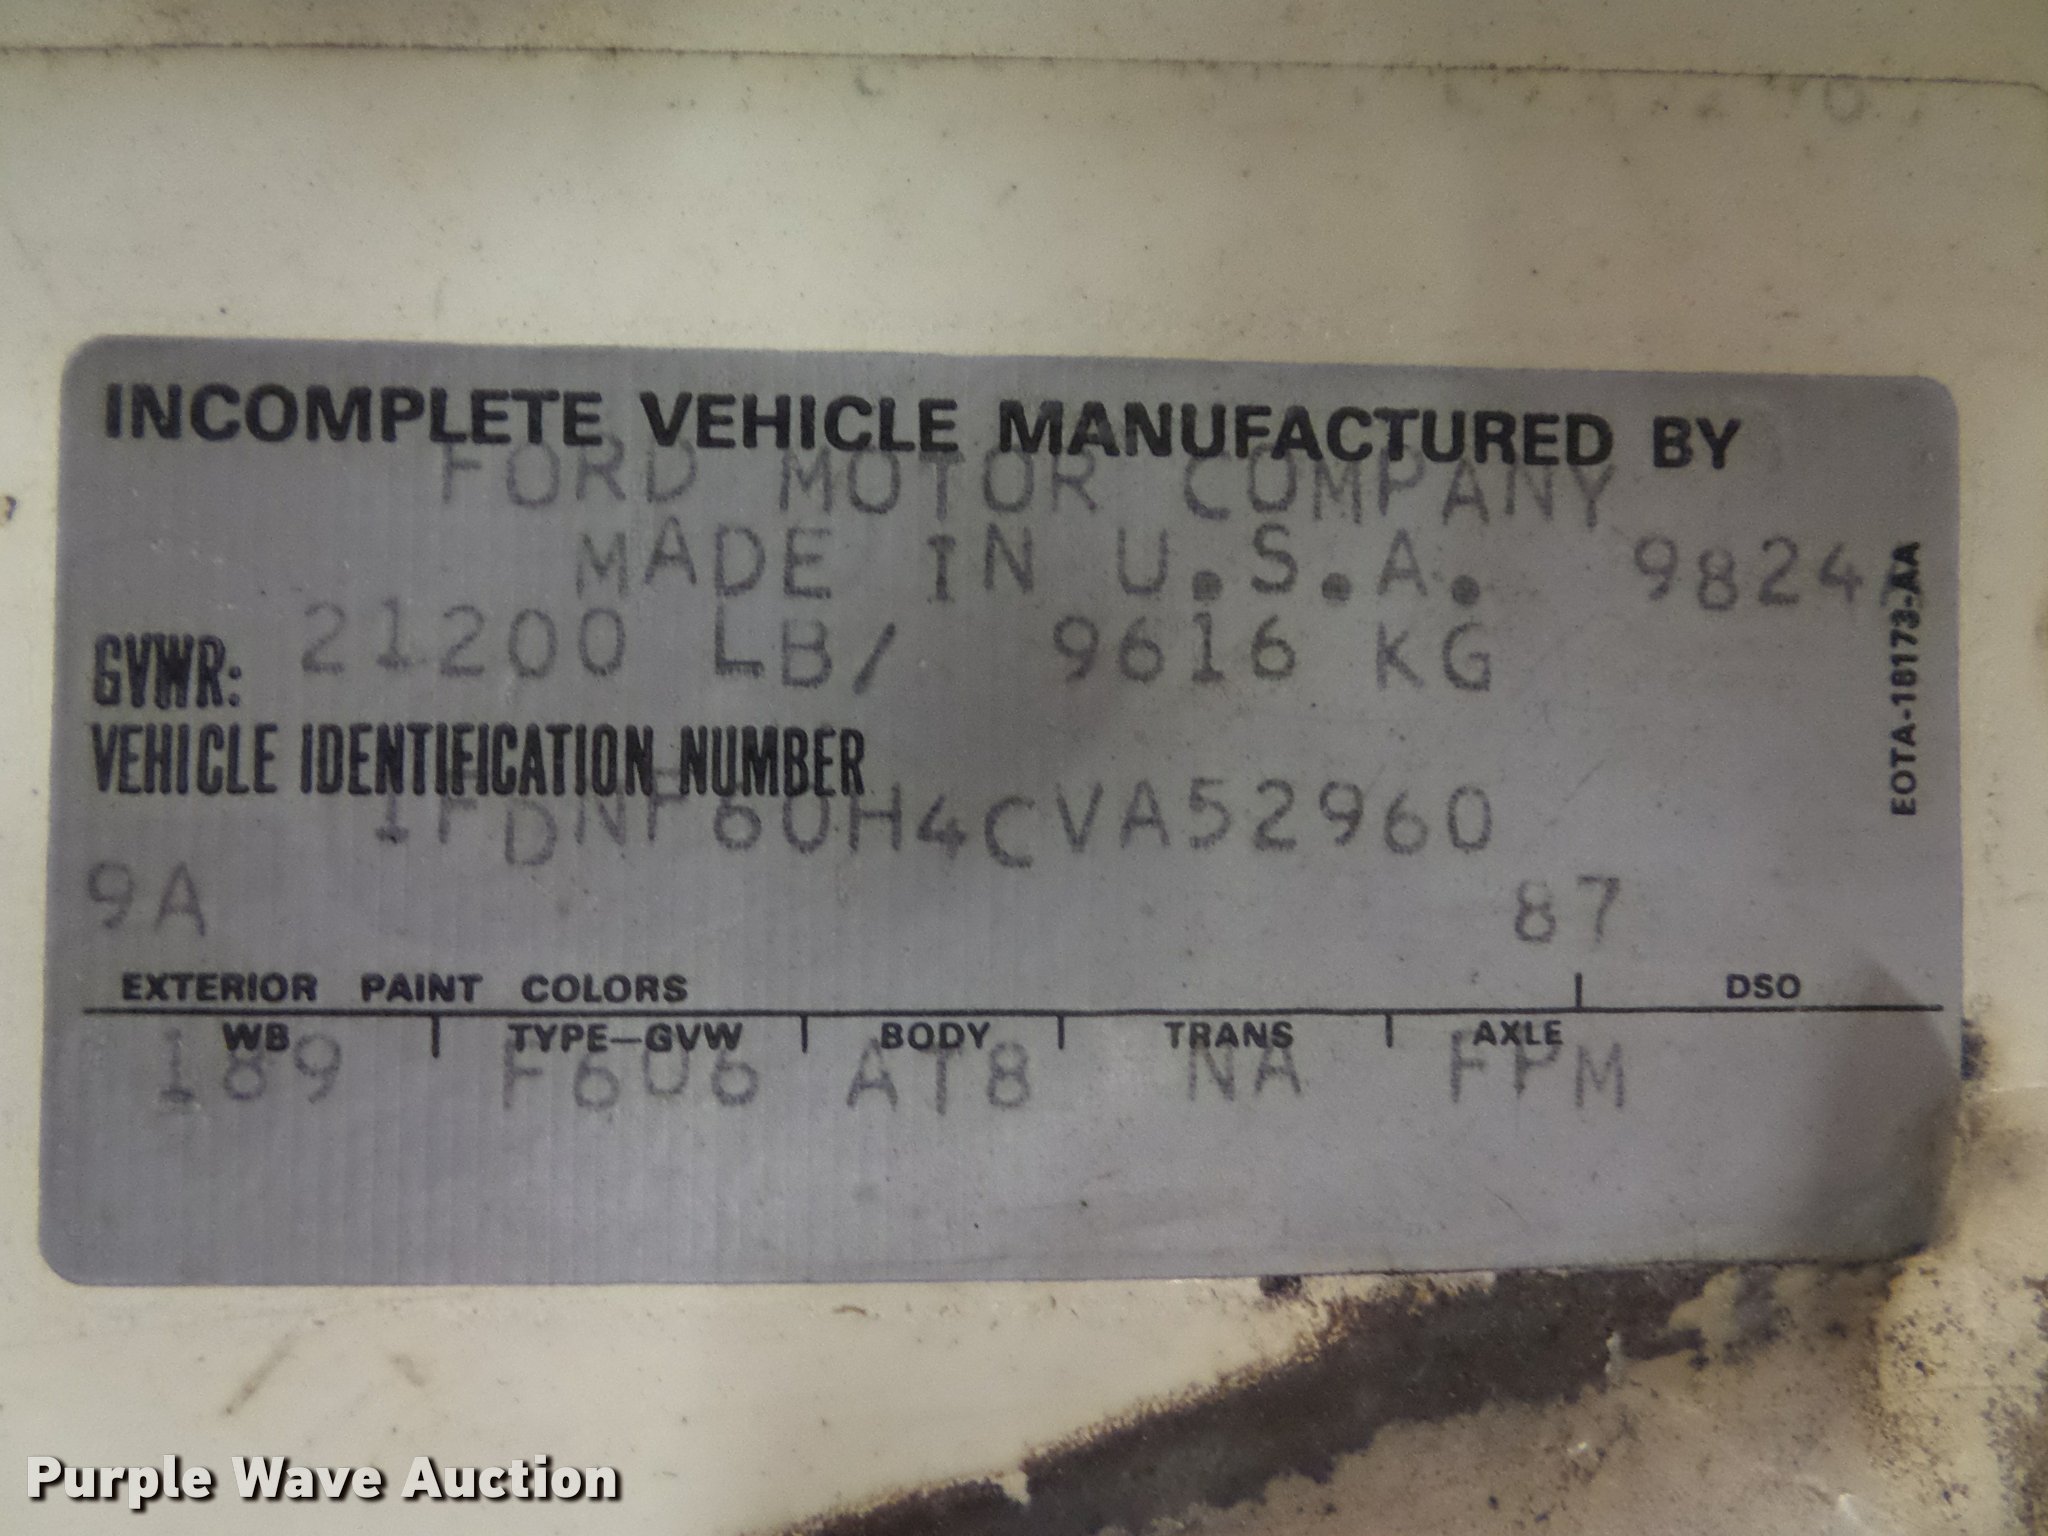 INCOMPLETE VEHICLE MANUFACTURED BY
FORD MOTOR COMPANY
MADE IN U.S.A. 9824
GVWR: 21200 LB/ 9616 KG
EOTA-18173-AA
VEHICLE IDENTIFICATION NUMBER
1FDNF60H4CVA52960
9A 87
EXTERIOR PAINT COLORS DSO
WB TYPE-GVW BODY TRANS AXLE
189 F606 AT8 NA FPM
Purple Wave Auction